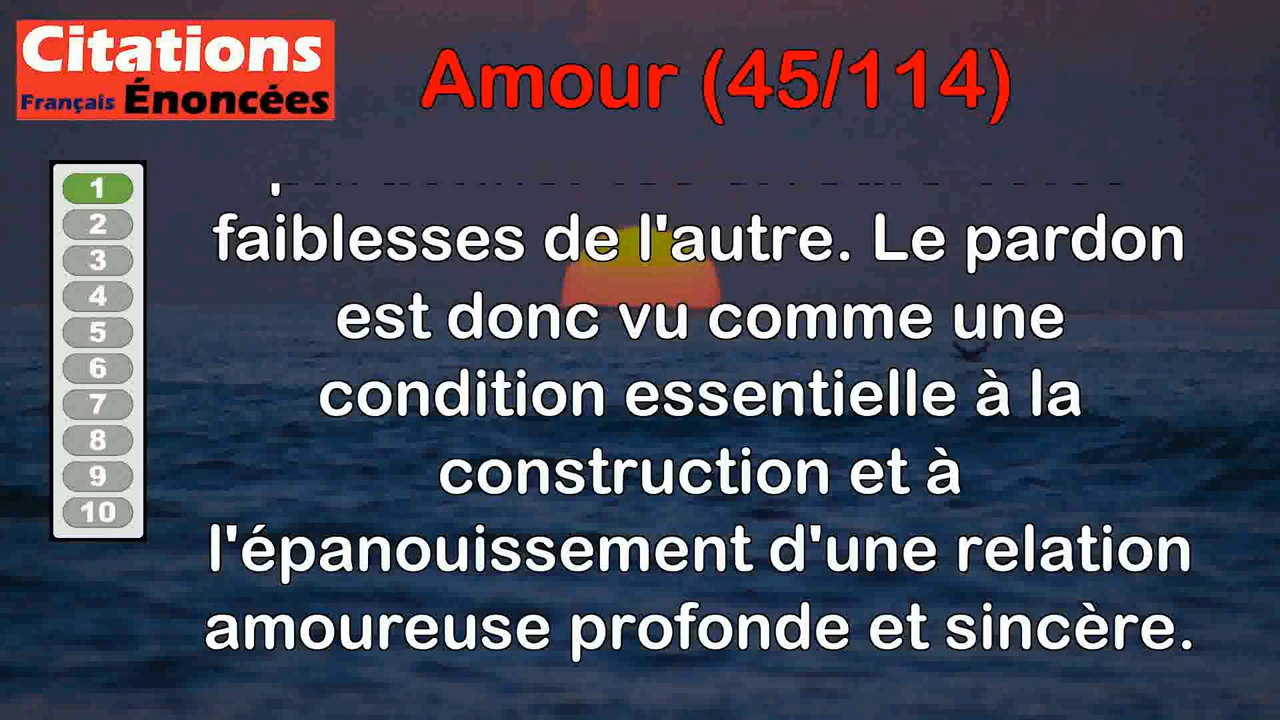 Citations
Français Énoncées
Amour (45/114)
1
2
3
4
5
6
7
8
9
10
faiblesses de l'autre. Le pardon
est donc vu comme une
condition essentielle à la
construction et à
l'épanouissement d'une relation
amoureuse profonde et sincère.